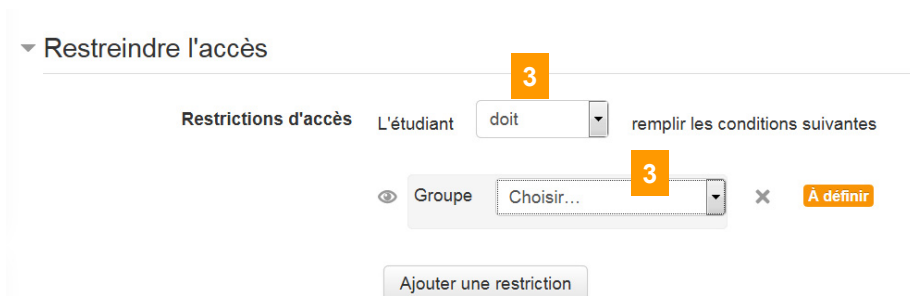 Restreindre l'accès
3
Restrictions d'accès L'étudiant doit remplir les conditions suivantes
3
Groupe Choisir... À définir
Ajouter une restriction